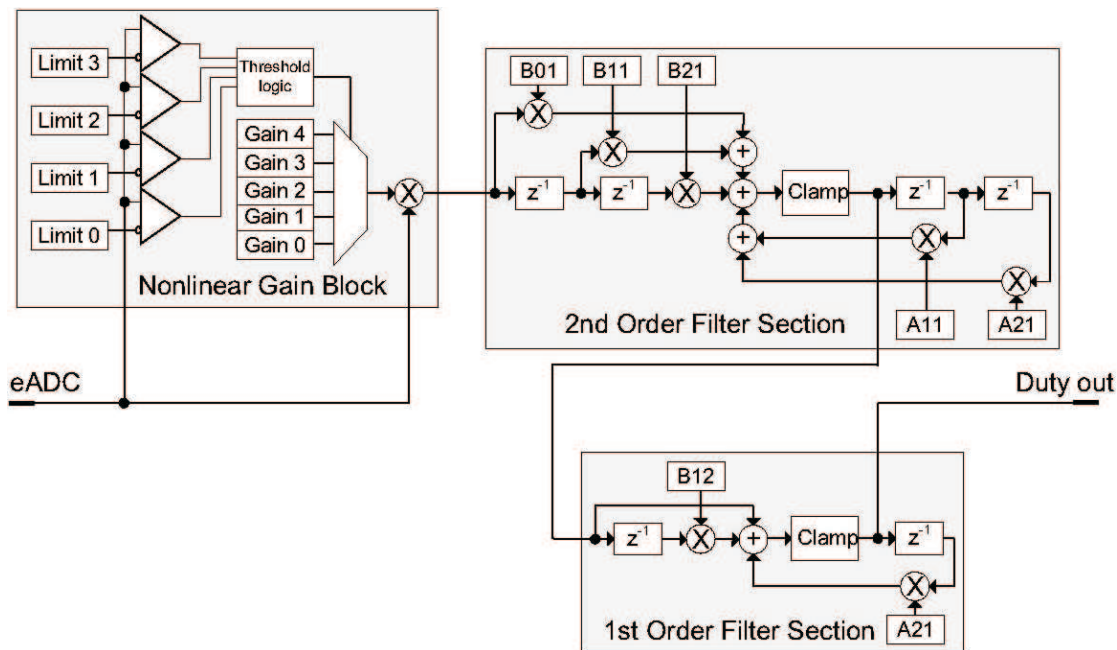 Limit 3
Limit 2
Limit 1
Limit 0
Threshold
logic
Gain 4
Gain 3
Gain 2
Gain 1
Gain 0
X
Nonlinear Gain Block
eADC
B01
B11
B21
X
X
+
z⁻¹
z⁻¹
X
+
Clamp
z⁻¹
z⁻¹
+
X
X
A11
A21
2nd Order Filter Section
Duty out
B12
z⁻¹
X
+
Clamp
z⁻¹
X
A21
1st Order Filter Section